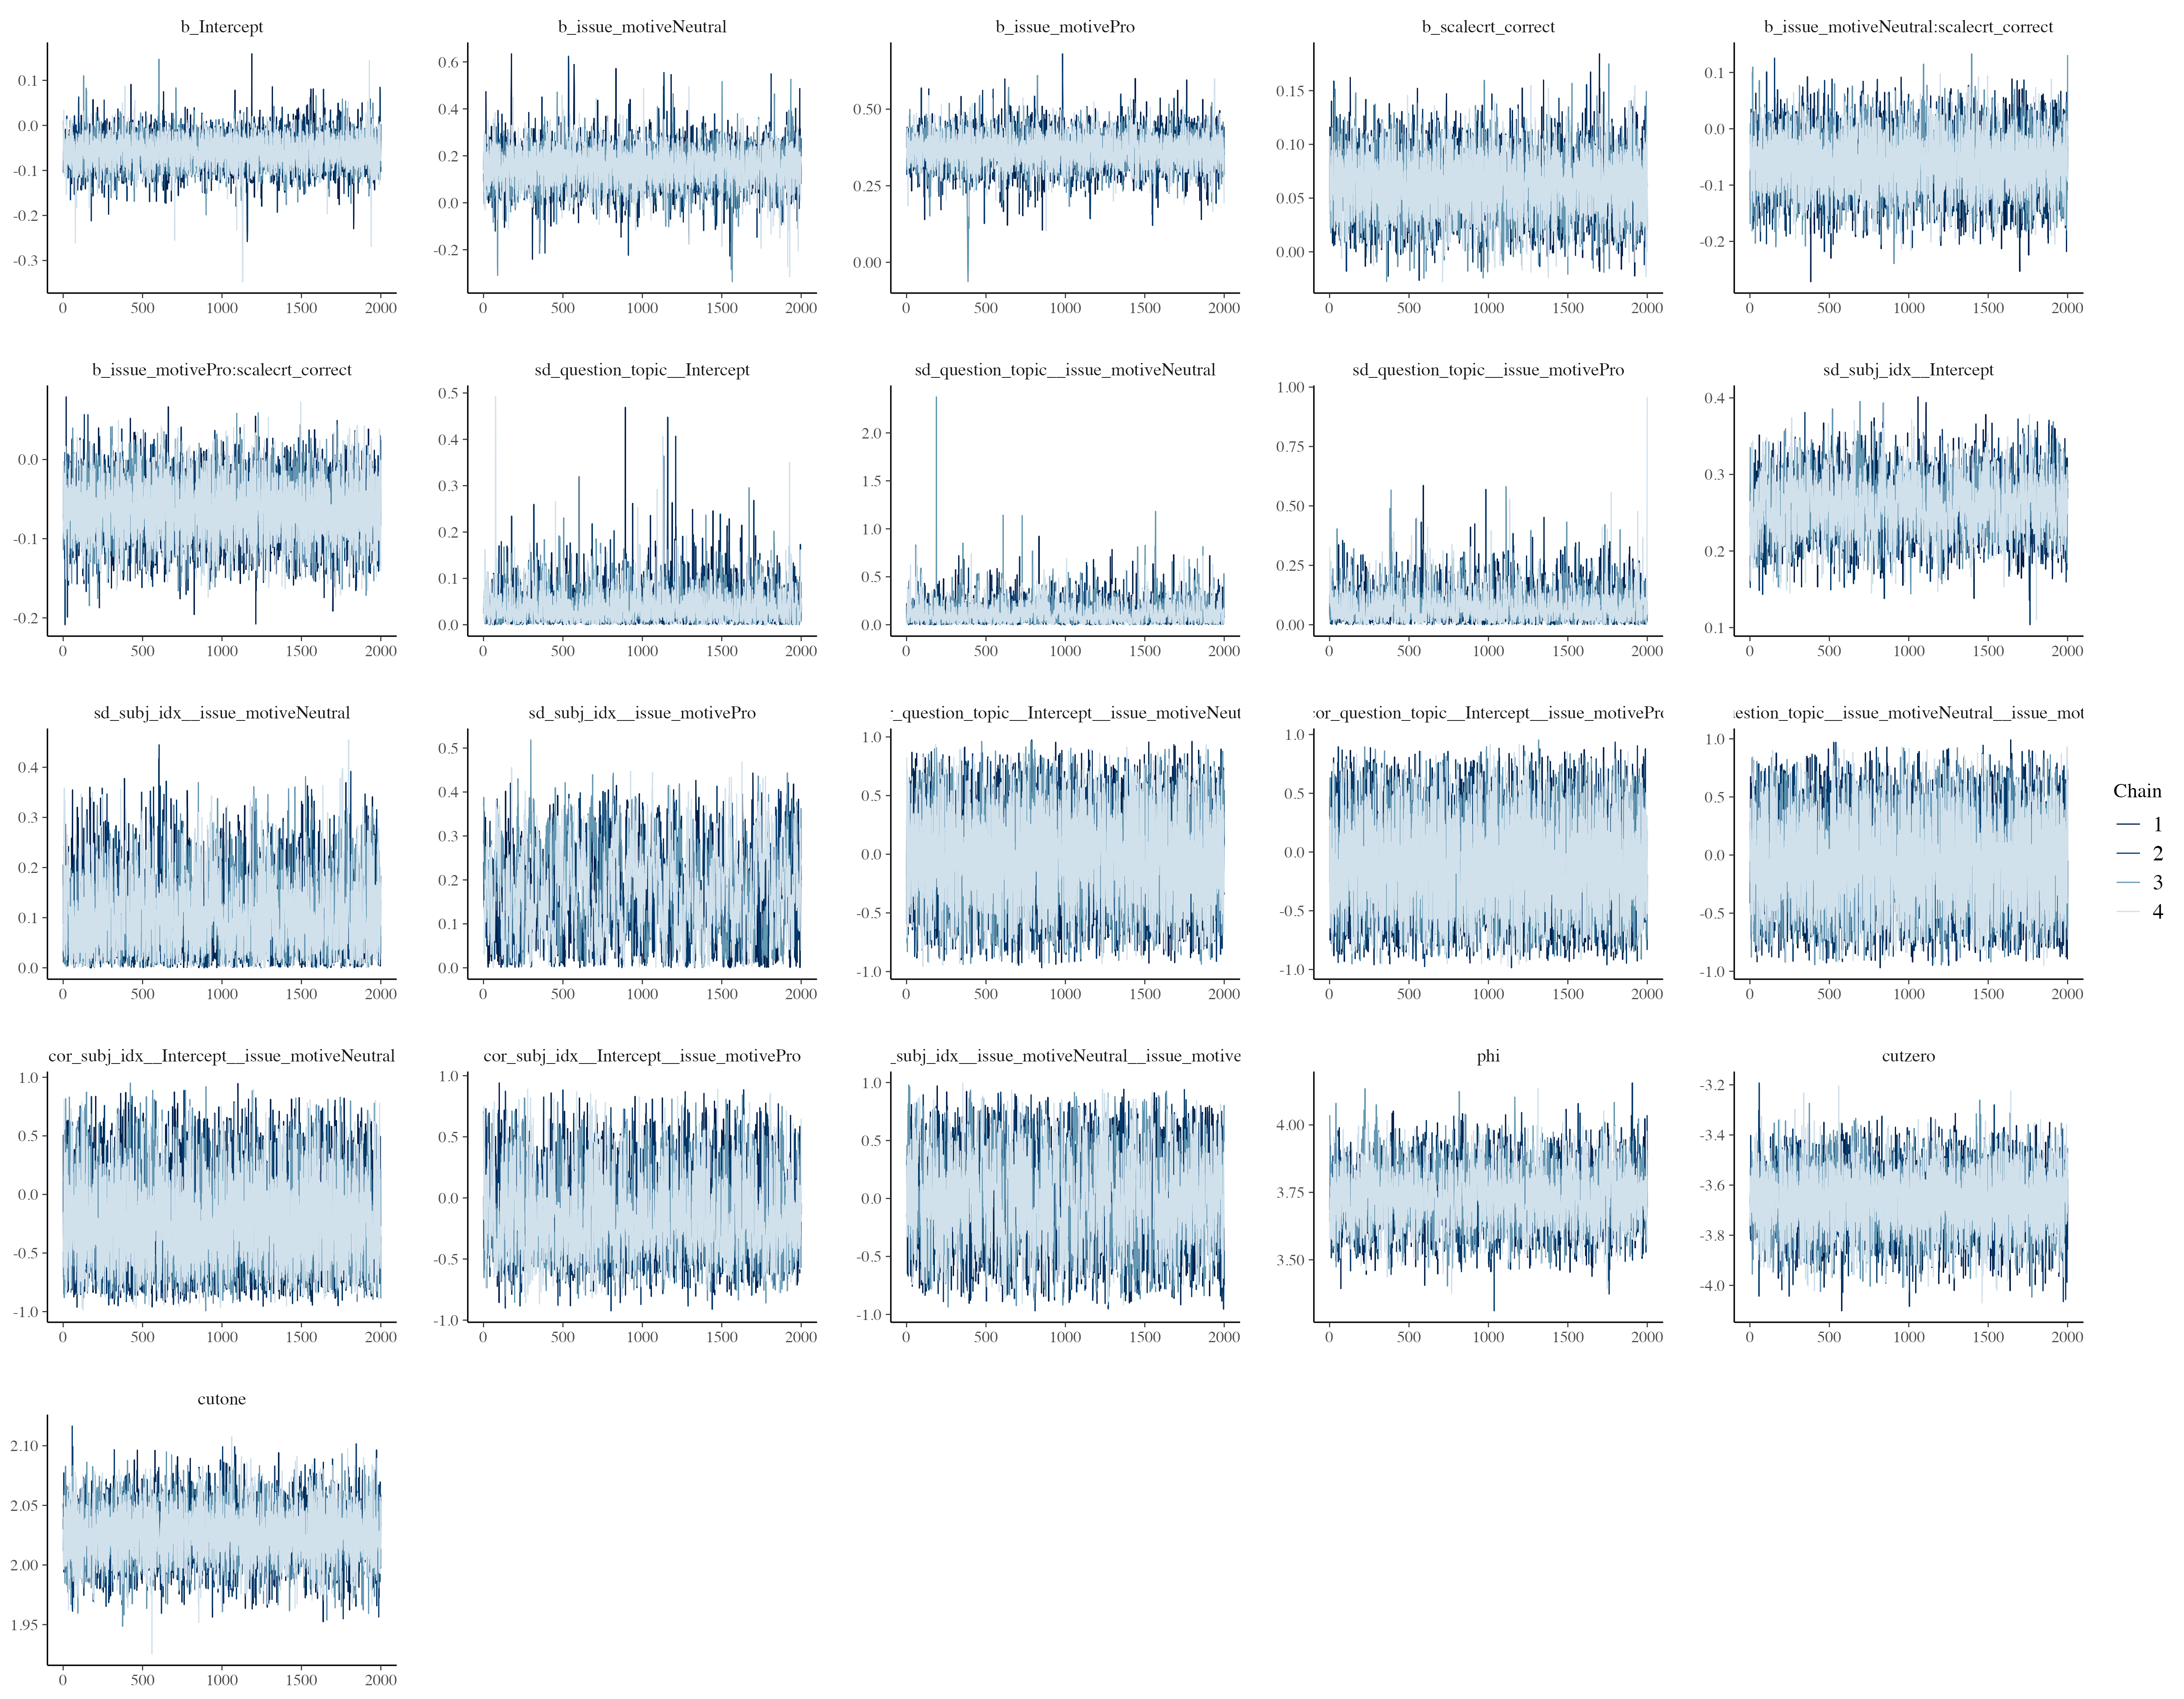 b_Intercept
b_issue_motiveNeutral
b_issue_motivePro
b_scalecrt_correct
b_issue_motiveNeutral:scalecrt_correct
0.1
0.0
-0.1
-0.2
-0.3
0.6
0.4
0.2
0.0
-0.2
0.50
0.25
0.00
0.15
0.10
0.05
0.00
0.1
0.0
-0.1
-0.2
0 500 1000 1500 2000
0 500 1000 1500 2000
0 500 1000 1500 2000
0 500 1000 1500 2000
0 500 1000 1500 2000
b_issue_motivePro:scalecrt_correct
sd_question_topic__Intercept
sd_question_topic__issue_motiveNeutral
sd_question_topic__issue_motivePro
sd_subj_idx__Intercept
0.0
-0.1
-0.2
0.5
0.4
0.3
0.2
0.1
0.0
2.0
1.5
1.0
0.5
0.0
1.00
0.75
0.50
0.25
0.00
0.4
0.3
0.2
0.1
0 500 1000 1500 2000
0 500 1000 1500 2000
0 500 1000 1500 2000
0 500 1000 1500 2000
0 500 1000 1500 2000
sd_subj_idx__issue_motiveNeutral
sd_subj_idx__issue_motivePro
r_question_topic__Intercept__issue_motiveNeut
cor_question_topic__Intercept__issue_motivePro
estion_topic__issue_motiveNeutral__issue_mot
0.4
0.3
0.2
0.1
0.0
0.5
0.4
0.3
0.2
0.1
0.0
1.0
0.5
0.0
-0.5
-1.0
1.0
0.5
0.0
-0.5
-1.0
1.0
0.5
0.0
-0.5
-1.0
0 500 1000 1500 2000
0 500 1000 1500 2000
0 500 1000 1500 2000
0 500 1000 1500 2000
0 500 1000 1500 2000
Chain
1
2
3
4
cor_subj_idx__Intercept__issue_motiveNeutral
cor_subj_idx__Intercept__issue_motivePro
_subj_idx__issue_motiveNeutral__issue_motive
phi
cutzero
1.0
0.5
0.0
-0.5
-1.0
1.0
0.5
0.0
-0.5
-1.0
1.0
0.5
0.0
-0.5
-1.0
4.00
3.75
3.50
-3.2
-3.4
-3.6
-3.8
-4.0
0 500 1000 1500 2000
0 500 1000 1500 2000
0 500 1000 1500 2000
0 500 1000 1500 2000
0 500 1000 1500 2000
cutone
2.10
2.05
2.00
1.95
0 500 1000 1500 2000